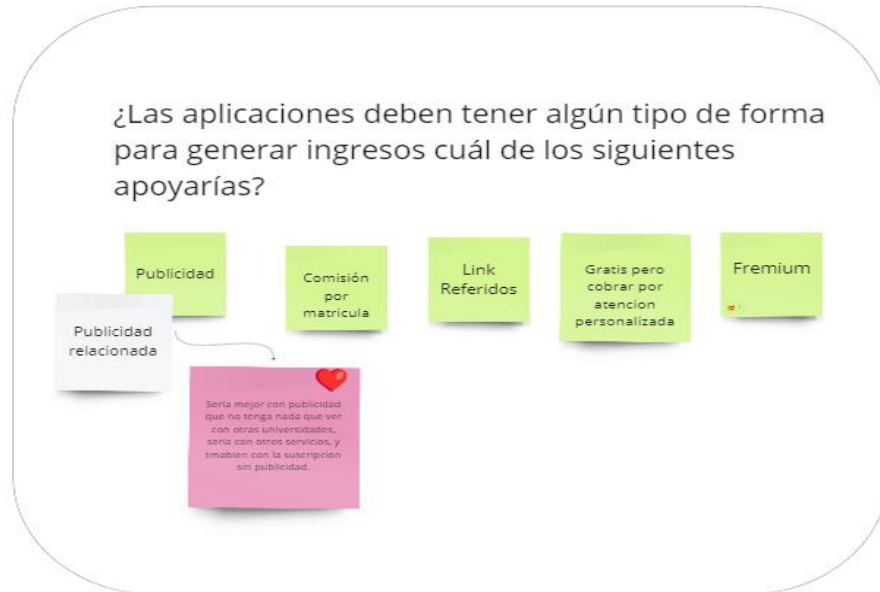 ¿Las aplicaciones deben tener algún tipo de forma
para generar ingresos cuál de los siguientes
apoyarías?
Publicidad
Comisión
por
matricula
Link
Referidos
Gratis pero
cobrar por
atencion
personalizada
Fremium
Publicidad
relacionada
Seria mejor con publicidad
que no tenga nada que ver
con otras universidades,
seria con otros servicios, y
tmabien con la suscripcion
sin publicidad.